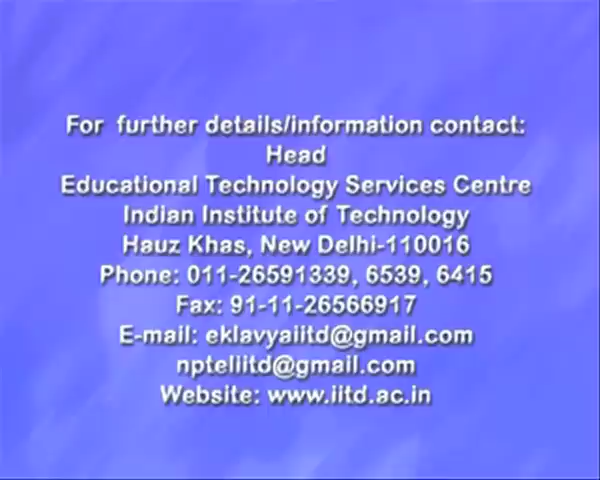 For further details/information contact:
Head
Educational Technology Services Centre
Indian Institute of Technology
Hauz Khas, New Delhi-110016
Phone: 011-26591339, 6539, 6415
Fax: 91-11-26566917
E-mail: eklavyaiitd@gmail.com
npteliitd@gmail.com
Website: www.iitd.ac.in